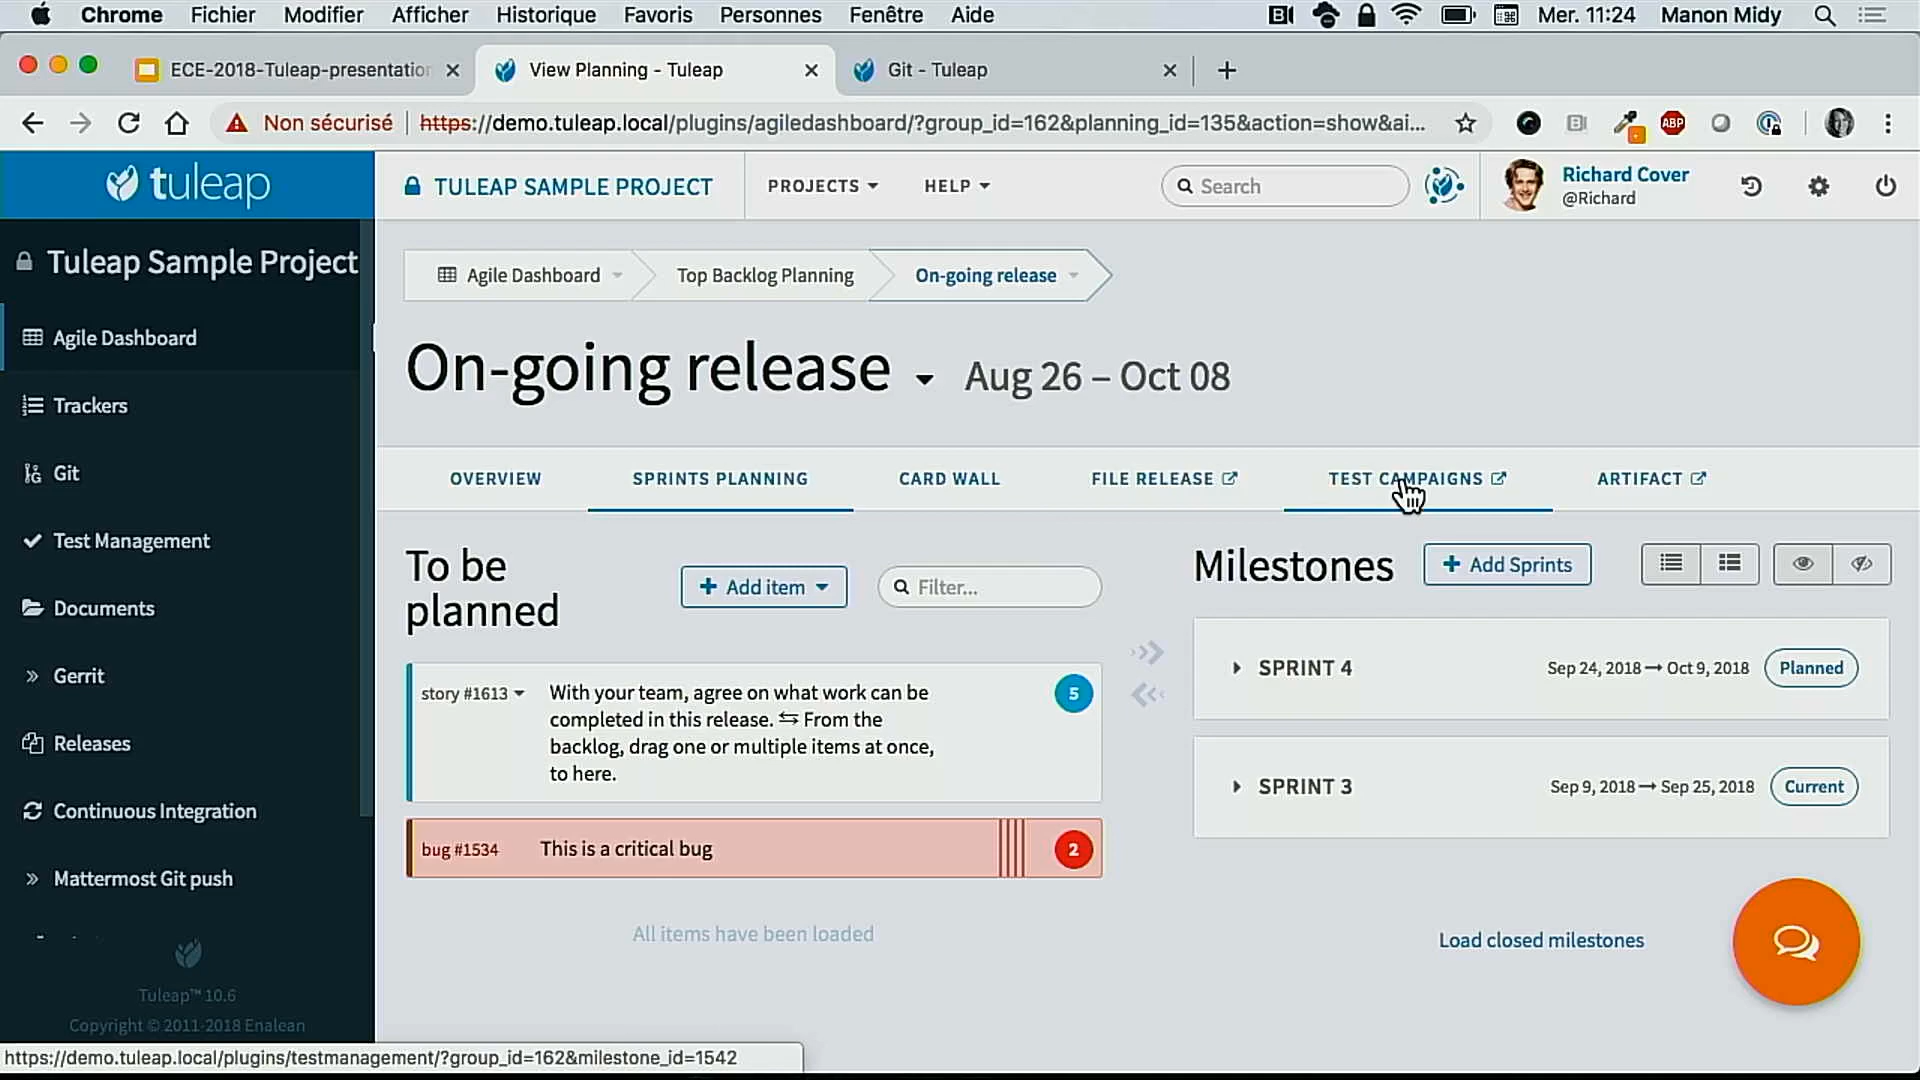 Chrome Fichier Modifier Afficher Historique Favoris Personnes Fenêtre Aide Mer. 11:24 Manon Midy
ECE-2018-Tuleap-presentation View Planning - Tuleap Git - Tuleap
Non sécurisé https://demo.tuleap.local/plugins/agiledashboard/?group_id=162&planning_id=135&action=show&ai... ABP
tuleap
TULEAP SAMPLE PROJECT PROJECTS HELP Search
Richard Cover
@Richard
Tuleap Sample Project
Agile Dashboard
Trackers
Git
Test Management
Documents
Gerrit
Releases
Continuous Integration
Mattermost Git push
Tuleap™ 10.6
Copyright © 2011-2018 Enalean
Agile Dashboard Top Backlog Planning On-going release
On-going release Aug 26 – Oct 08
OVERVIEW SPRINTS PLANNING CARD WALL FILE RELEASE TEST CAMPAIGNS ARTIFACT
To be
planned
+ Add item Filter...
story #1613 With your team, agree on what work can be
completed in this release. ⇆ From the
backlog, drag one or multiple items at once,
to here.
5
bug #1534 This is a critical bug 2
All items have been loaded
Milestones + Add Sprints
SPRINT 4 Sep 24, 2018 → Oct 9, 2018 Planned
SPRINT 3 Sep 9, 2018 → Sep 25, 2018 Current
Load closed milestones
https://demo.tuleap.local/plugins/testmanagement/?group_id=162&milestone_id=1542